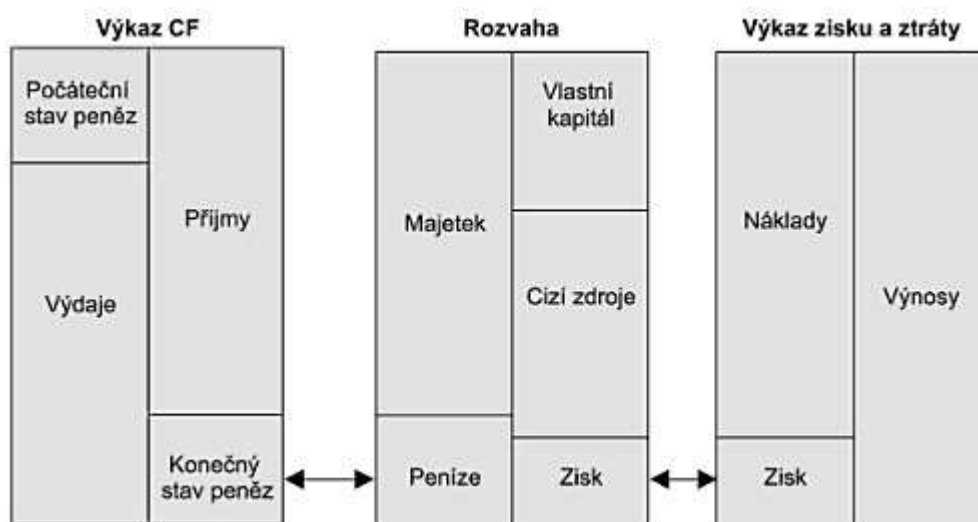 Výkaz CF
Počáteční
stav peněz
Výdaje
Příjmy
Konečný
stav peněz
Rozvaha
Majetek
Peníze
Vlastní
kapitál
Cizí zdroje
Zisk
Výkaz zisku a ztráty
Náklady
Zisk
Výnosy